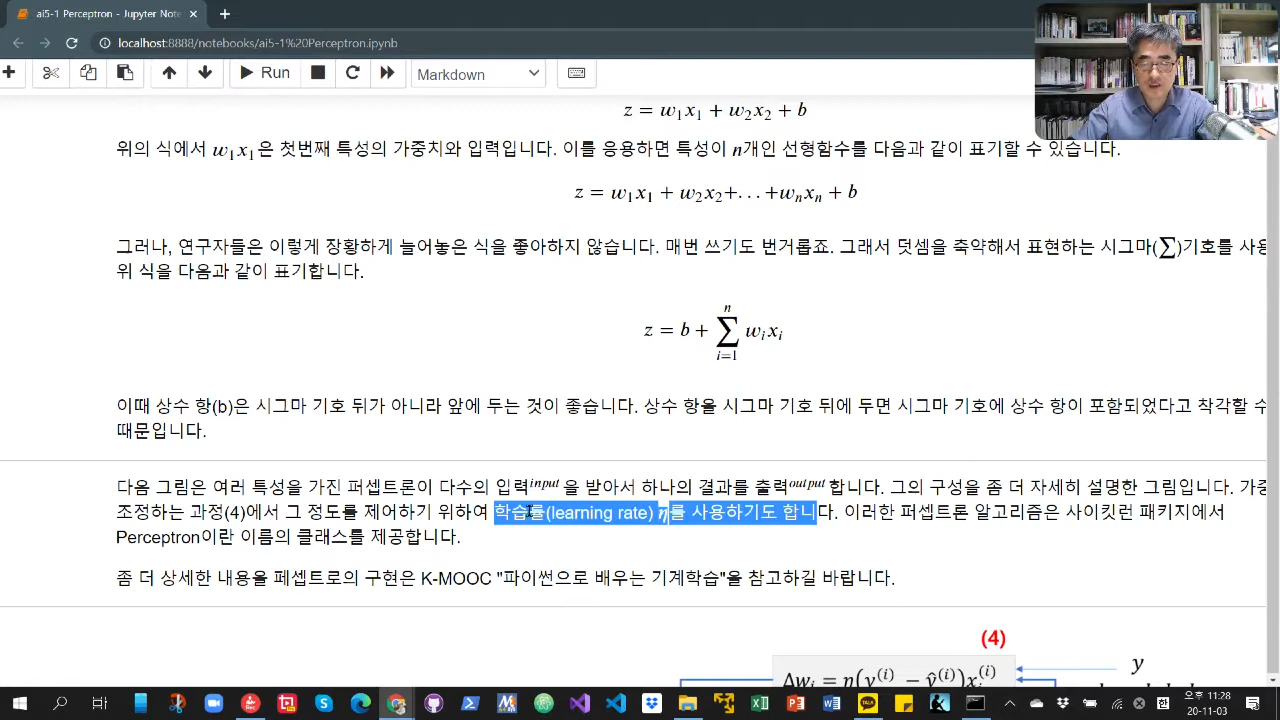 ai5-1 Perceptron - Jupyter Note
localhost:8888/notebooks/ai5-1%20Perceptron.ipynb
Run
Markdown
z = w₁x₁ + w₂x₂ + b
위의 식에서 w₁x₁은 첫번째 특성의 가중치와 입력입니다. 이를 응용하면 특성이 n개인 선형함수를 다음과 같이 표기할 수 있습니다.
z = w₁x₁ + w₂x₂+. . . +wₙxₙ + b
그러나, 연구자들은 이렇게 장황하게 늘어놓은 식을 좋아하지 않습니다. 매번 쓰기도 번거롭죠. 그래서 덧셈을 축약해서 표현하는 시그마(∑)기호를 사용
위 식을 다음과 같이 표기합니다.
z = b + ∑ⁿᵢ₌₁ wᵢxᵢ
이때 상수 항(b)은 시그마 기호 뒤가 아니라 앞에 두는 것이 좋습니다. 상수 항을 시그마 기호 뒤에 두면 시그마 기호에 상수 항이 포함되었다고 착각할 수
때문입니다.
다음 그림은 여러 특성을 가진 퍼셉트론이 다수의 입력input을 받아서 하나의 결과를 출력output합니다. 그의 구성을 좀 더 자세히 설명한 그림입니다. 가중
조정하는 과정(4)에서 그 정도를 제어하기 위하여 학습률(learning rate) η를 사용하기도 합니다. 이러한 퍼셉트론 알고리즘은 사이킷런 패키지에서
Perceptron이란 이름의 클래스를 제공합니다.
좀 더 상세한 내용을 페셉트로의 구현은 K-MOOC "파이썬으로 배우는 기계학습"을 참고하길 바랍니다.
(4)
Δwᵢ = η(y⁽ⁱ⁾ − ŷ⁽ⁱ⁾)x⁽ⁱ⁾
y
오후 11:28
20-11-03